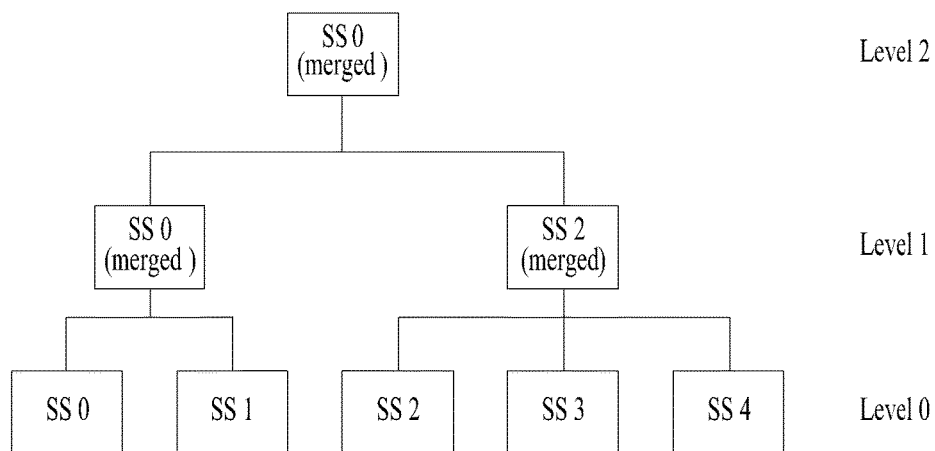 SS 0
(merged )
Level 2
SS 0
(merged )
SS 2
(merged)
Level 1
SS 0
SS 1
SS 2
SS 3
SS 4
Level 0